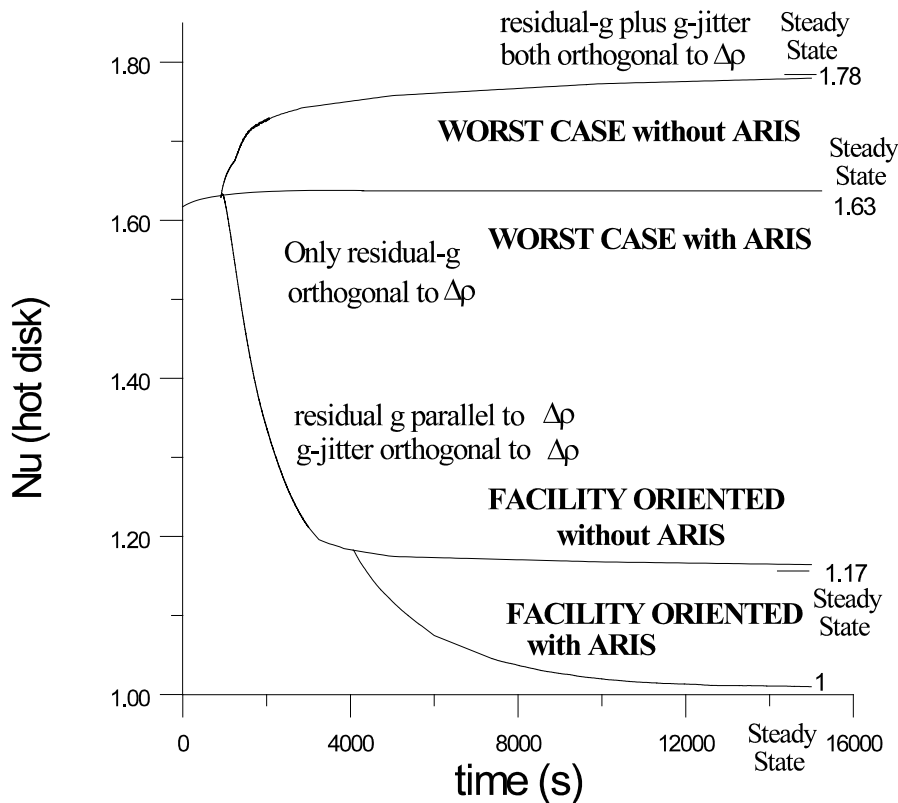 residual-g plus g-jitter
both orthogonal to Δρ
Steady
State
1.78
WORST CASE without ARIS
Steady
State
1.63
WORST CASE with ARIS
Only residual-g
orthogonal to Δρ
residual g parallel to Δρ
g-jitter orthogonal to Δρ
FACILITY ORIENTED
without ARIS
1.17
Steady
State
FACILITY ORIENTED
with ARIS
1
Steady
State
Nu (hot disk)
1.80
1.60
1.40
1.20
1.00
0
4000
8000
12000
16000
time (s)